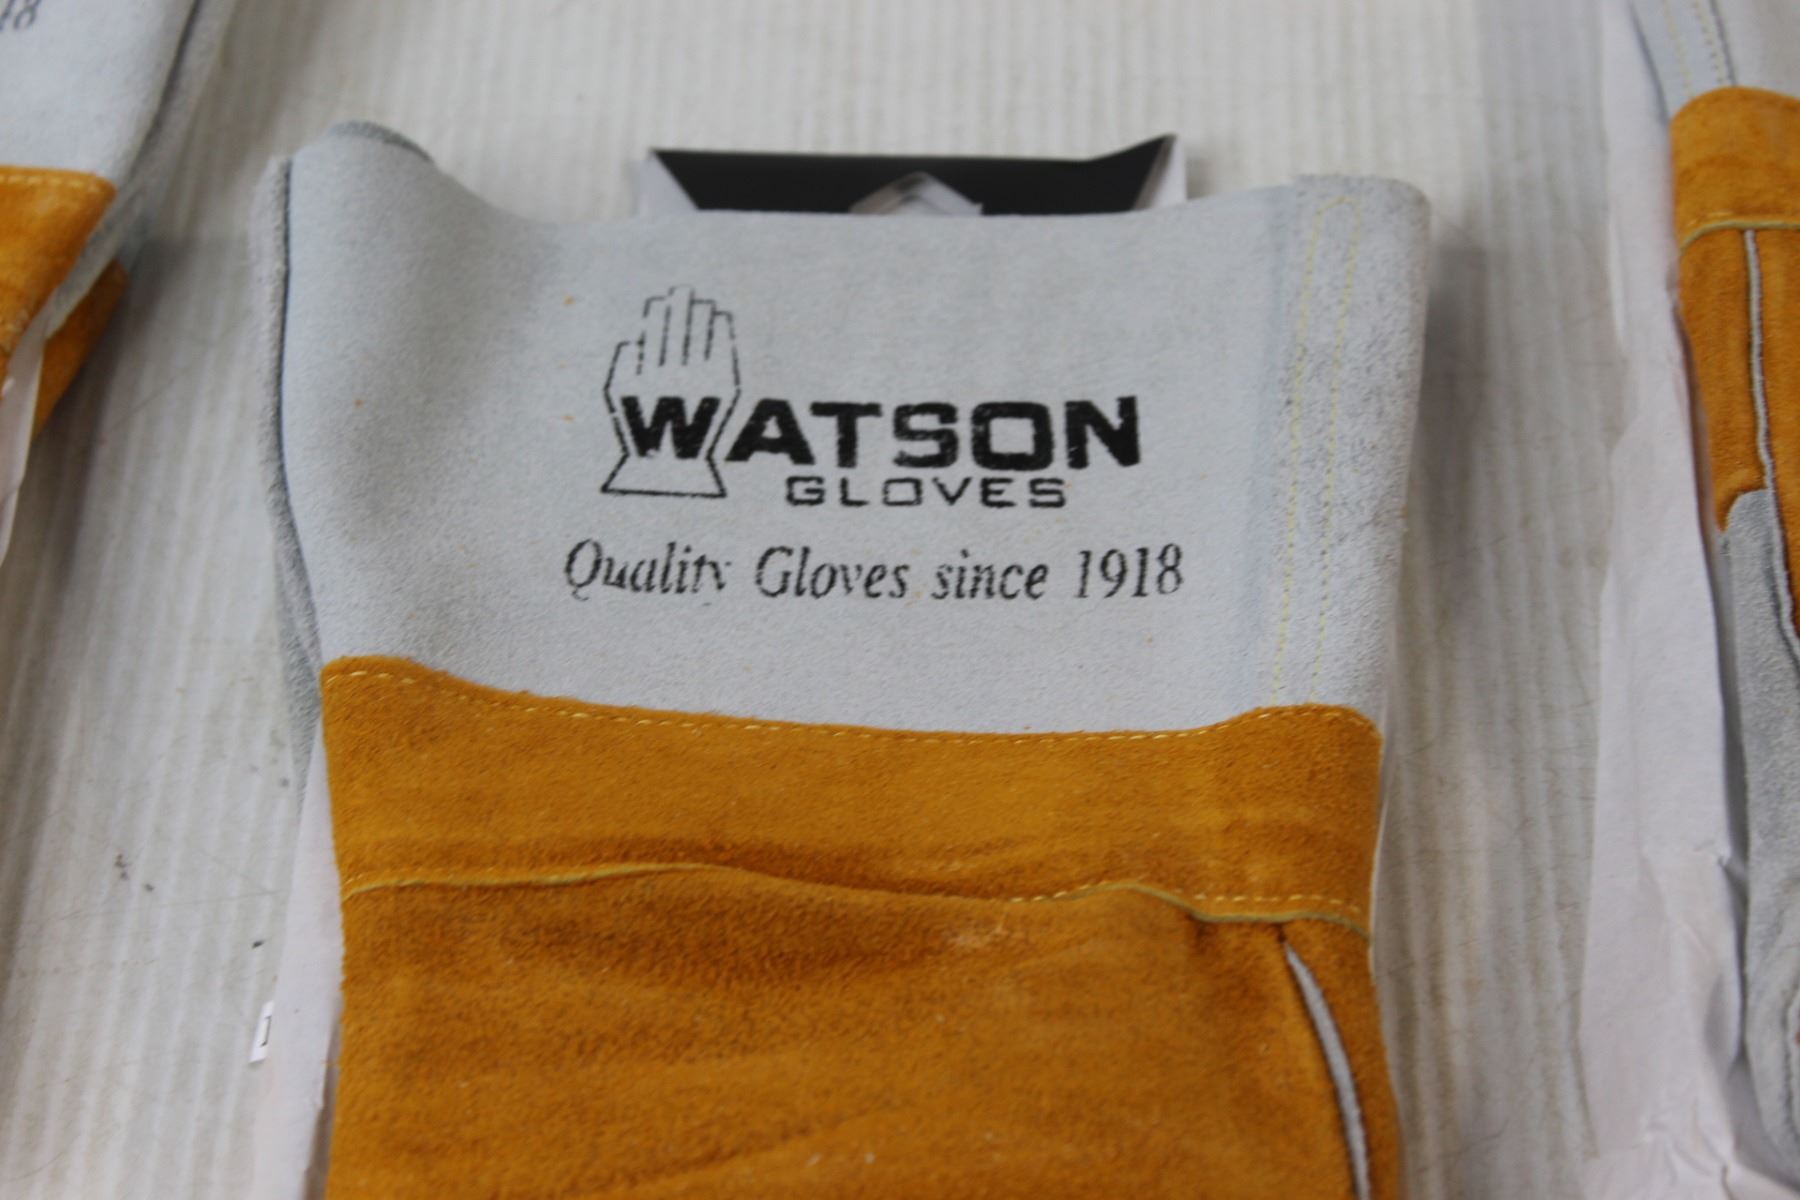 WATSON
GLOVES
Quality Gloves since 1918